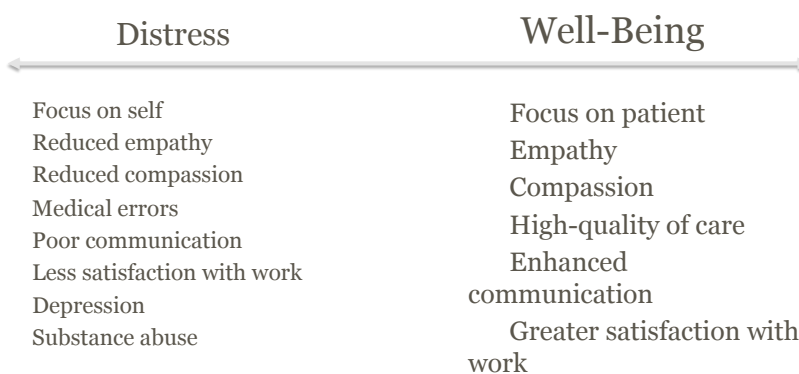 Distress
Well-Being
Focus on self
Reduced empathy
Reduced compassion
Medical errors
Poor communication
Less satisfaction with work
Depression
Substance abuse
Focus on patient
Empathy
Compassion
High-quality of care
Enhanced
communication
Greater satisfaction with
work